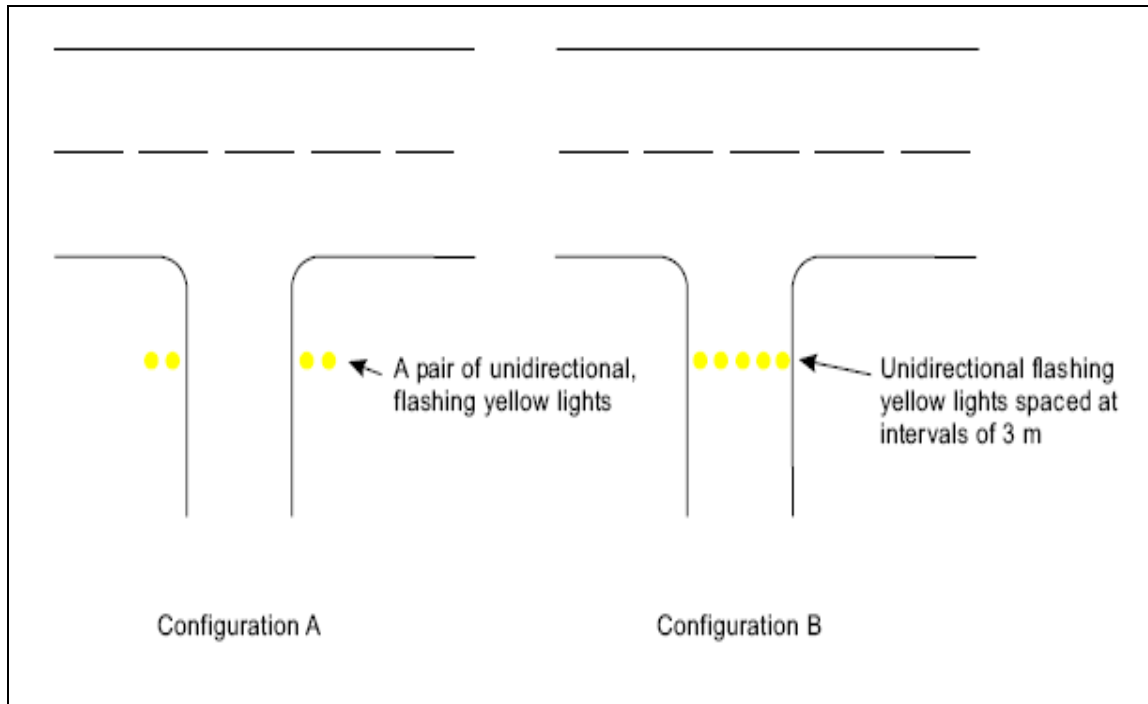 A pair of unidirectional,
flashing yellow lights
Unidirectional flashing
yellow lights spaced at
intervals of 3 m
Configuration A
Configuration B